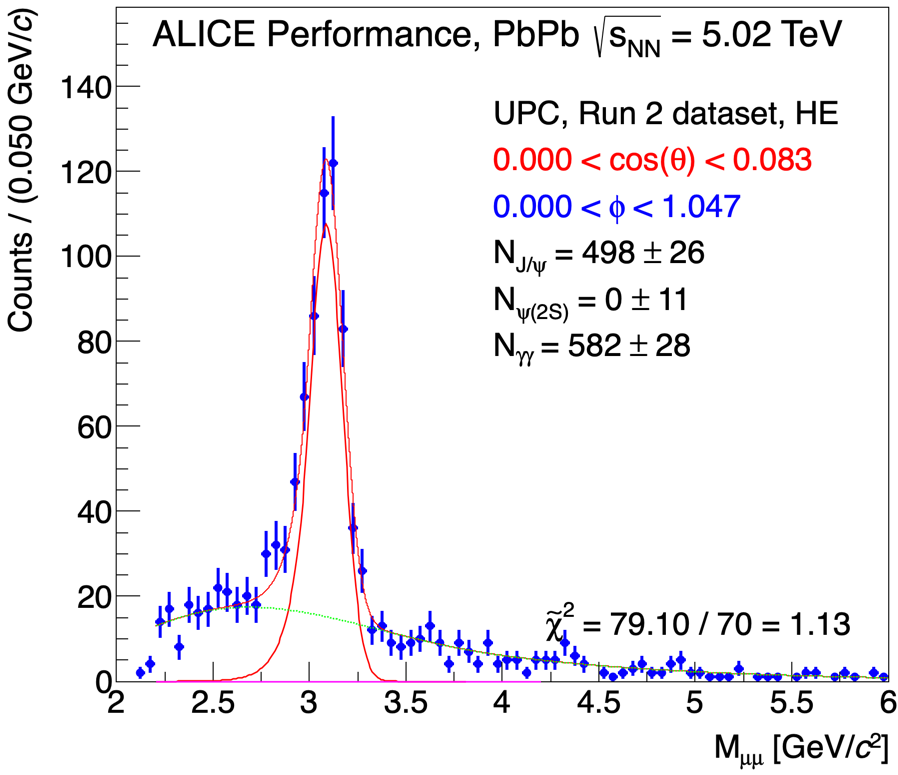 ALICE Performance, PbPb √s_NN = 5.02 TeV
UPC, Run 2 dataset, HE
0.000 < cos(θ) < 0.083
0.000 < ϕ < 1.047
N_J/ψ = 498 ± 26
N_ψ(2S) = 0 ± 11
N_γγ = 582 ± 28
χ̃² = 79.10 / 70 = 1.13
Counts / (0.050 GeV/c)
140
120
100
80
60
40
20
0
2 2.5 3 3.5 4 4.5 5 5.5 6
M_μμ [GeV/c²]